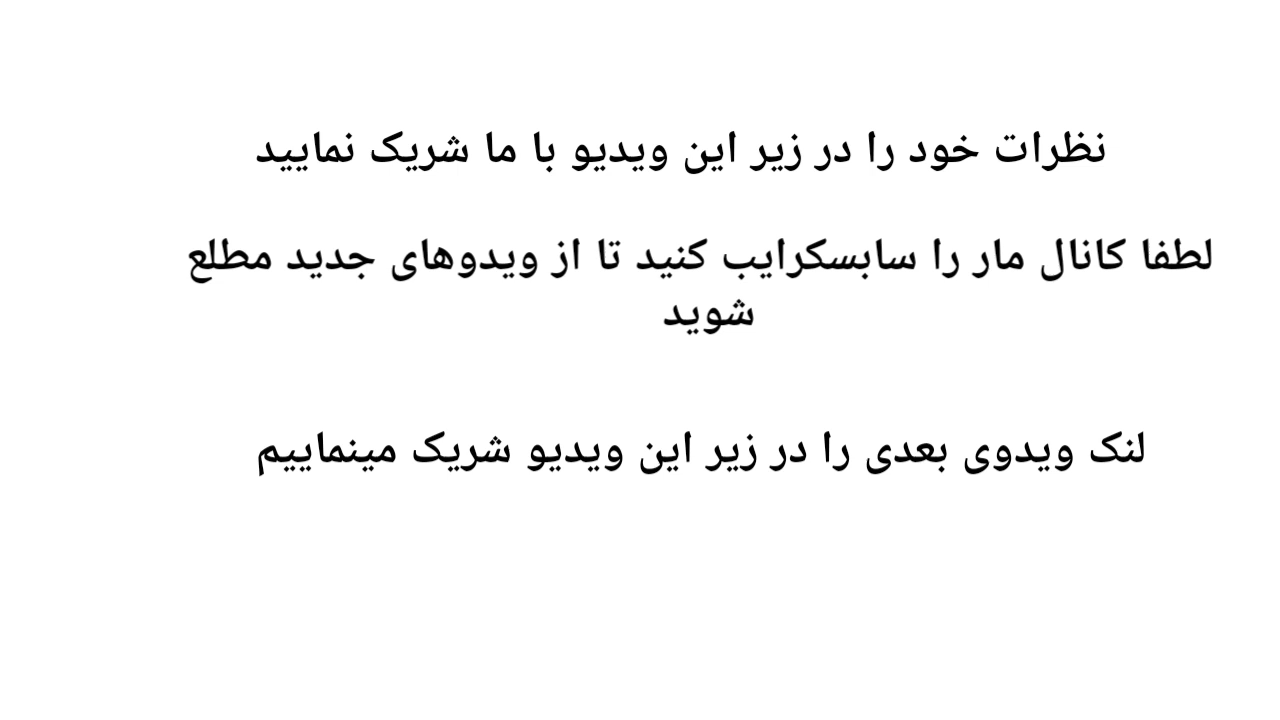 نظرات خود را در زیر این ویدیو با ما شریک نمایید
لطفا کانال مار را سابسکرایب کنید تا از ویدوهای جدید مطلع
شوید
لنک ویدوی بعدی را در زیر این ویدیو شریک مینماییم